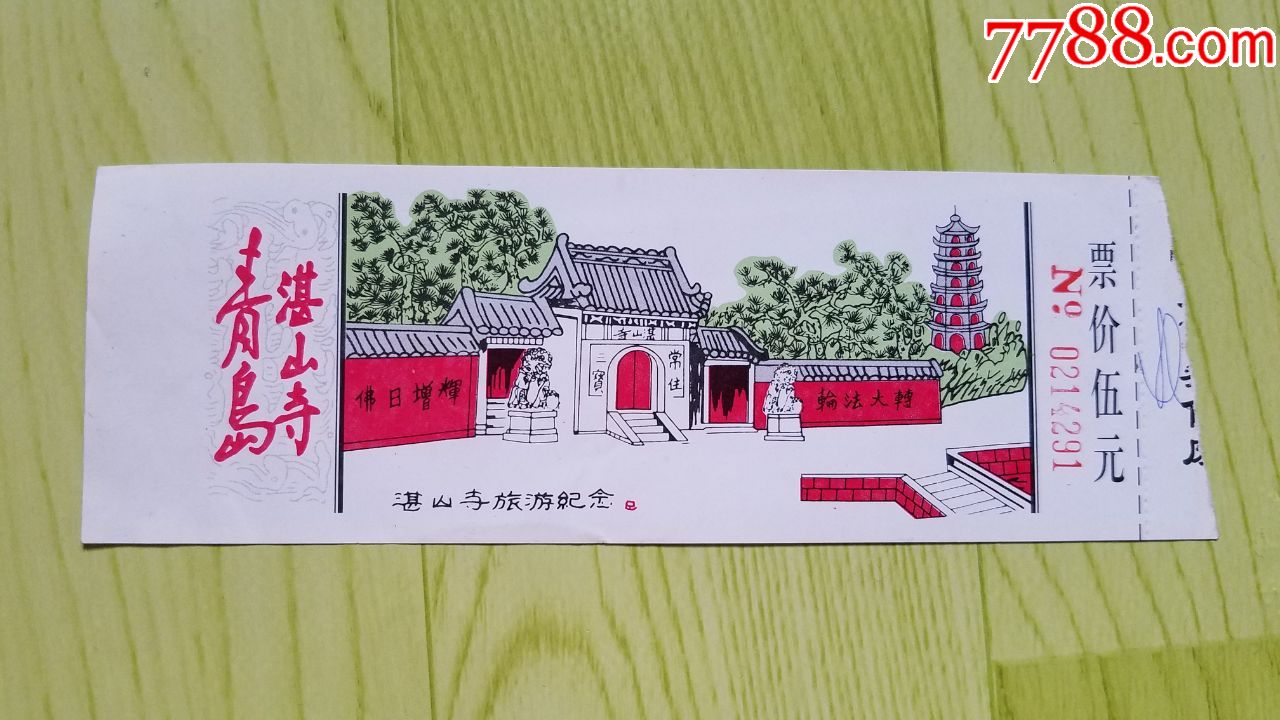 7788.com
青島
湛山寺
湛山寺
三寶
常住
佛日增輝
轉大法輪
湛山寺旅游紀念
票价伍元
No 0214291